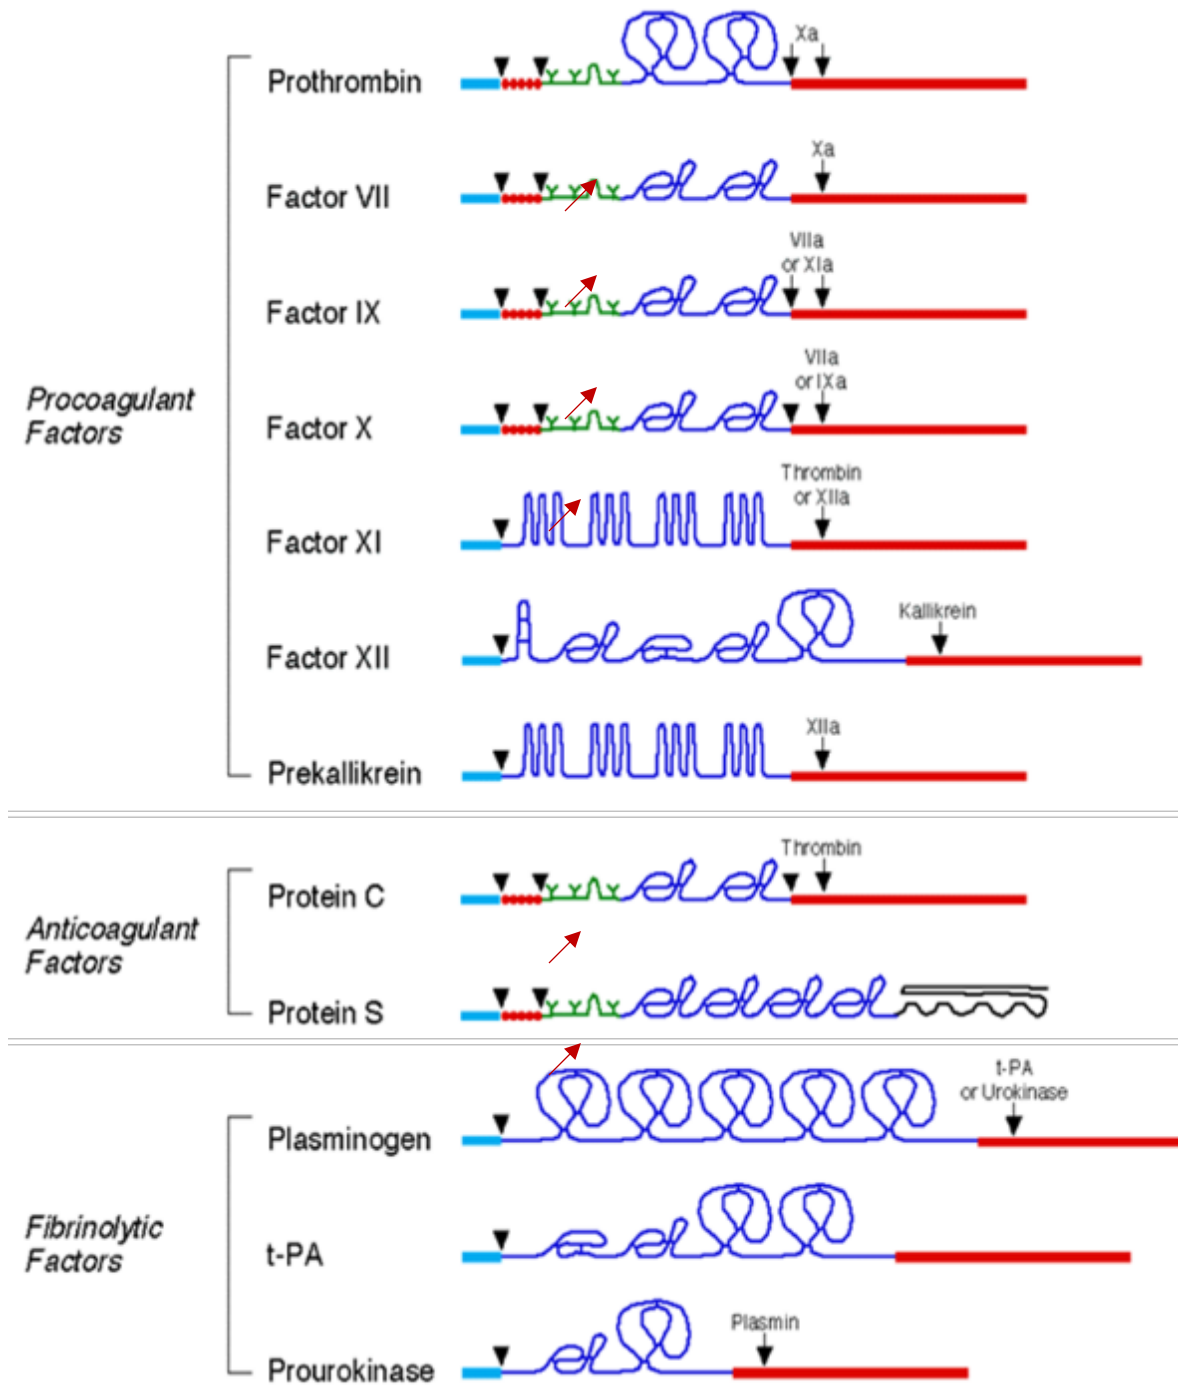 Xa
Prothrombin
Xa
Factor VII
VIIa
or XIa
Factor IX
VIIa
or IXa
Procoagulant
Factors
Factor X
Thrombin
or XIIa
Factor XI
Kallikrein
Factor XII
XIIa
Prekallikrein
Thrombin
Protein C
Anticoagulant
Factors
Protein S
t-PA
or Urokinase
Plasminogen
Fibrinolytic
Factors
t-PA
Plasmin
Prourokinase